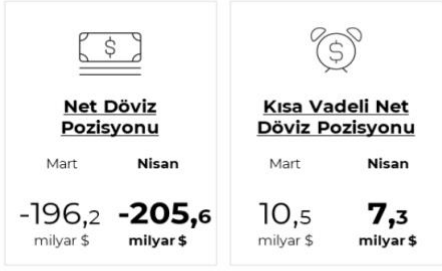 $
Net Döviz
Pozisyonu
Mart Nisan
-196,2 -205,6
milyar $ milyar $
$
Kısa Vadeli Net
Döviz Pozisyonu
Mart Nisan
10,5 7,3
milyar $ milyar $